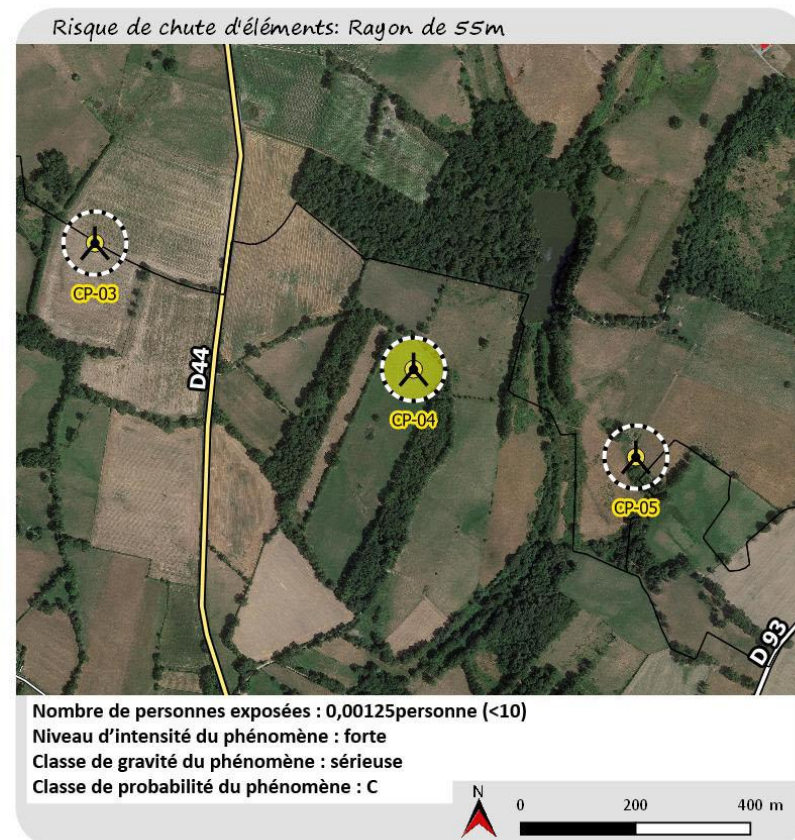 Risque de chute d'éléments: Rayon de 55m
CP-03
D44
CP-04
CP-05
D 93
Nombre de personnes exposées : 0,00125personne (<10)
Niveau d'intensité du phénomène : forte
Classe de gravité du phénomène : sérieuse
Classe de probabilité du phénomène : C
N
0 200 400 m